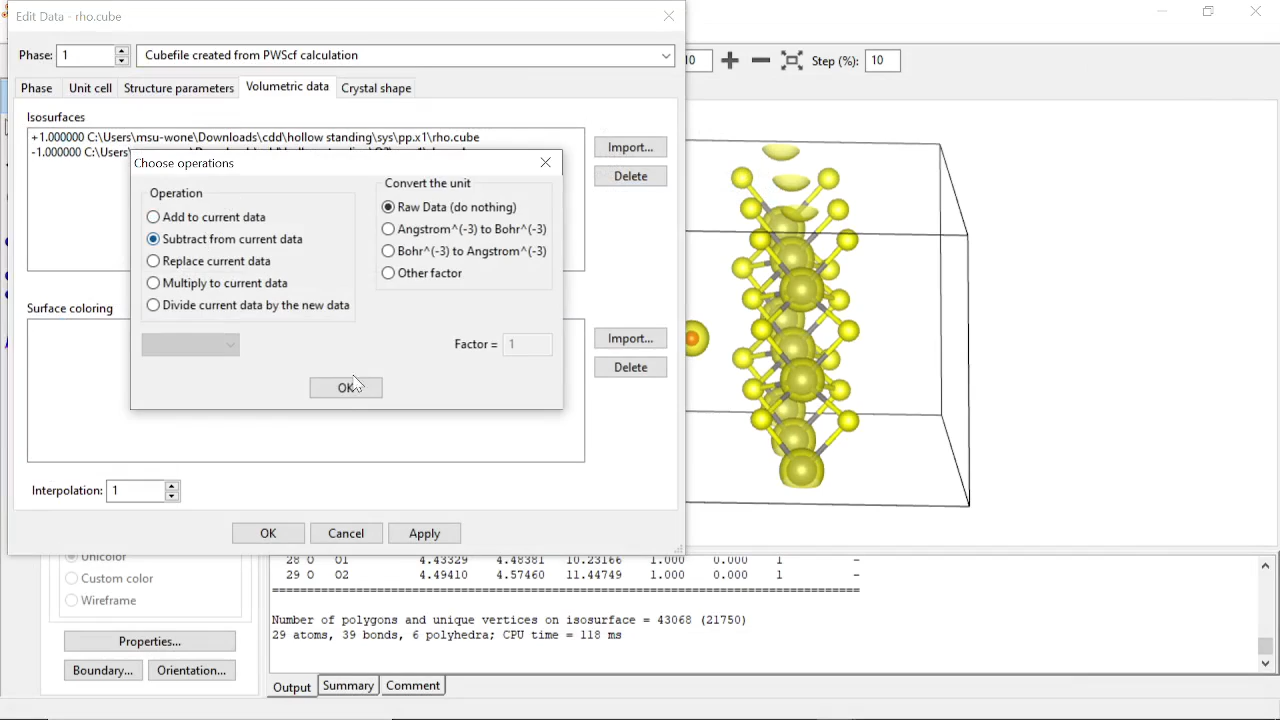 Edit Data - rho.cube
Phase: 1 Cubefile created from PWScf calculation
10 Step (%): 10
Phase Unit cell Structure parameters Volumetric data Crystal shape
Isosurfaces
+1.000000 C:\Users\msu-wone\Downloads\cdd\hollow standing\sys\pp.x1\rho.cube
-1.000000 C:\Users
Import...
Delete
Choose operations
Operation
Add to current data
Subtract from current data
Replace current data
Multiply to current data
Divide current data by the new data
Convert the unit
Raw Data (do nothing)
Angstrom^(-3) to Bohr^(-3)
Bohr^(-3) to Angstrom^(-3)
Other factor
Factor = 1
OK
Surface coloring
Import...
Delete
Interpolation: 1
OK Cancel Apply
Unicolor
Custom color
Wireframe
Properties...
Boundary... Orientation...
28 O O1 4.43329 4.48381 10.23166 1.000 0.000 1 -
29 O O2 4.49410 4.57460 11.44749 1.000 0.000 1 -
Number of polygons and unique vertices on isosurface = 43068 (21750)
29 atoms, 39 bonds, 6 polyhedra; CPU time = 118 ms
Output Summary Comment